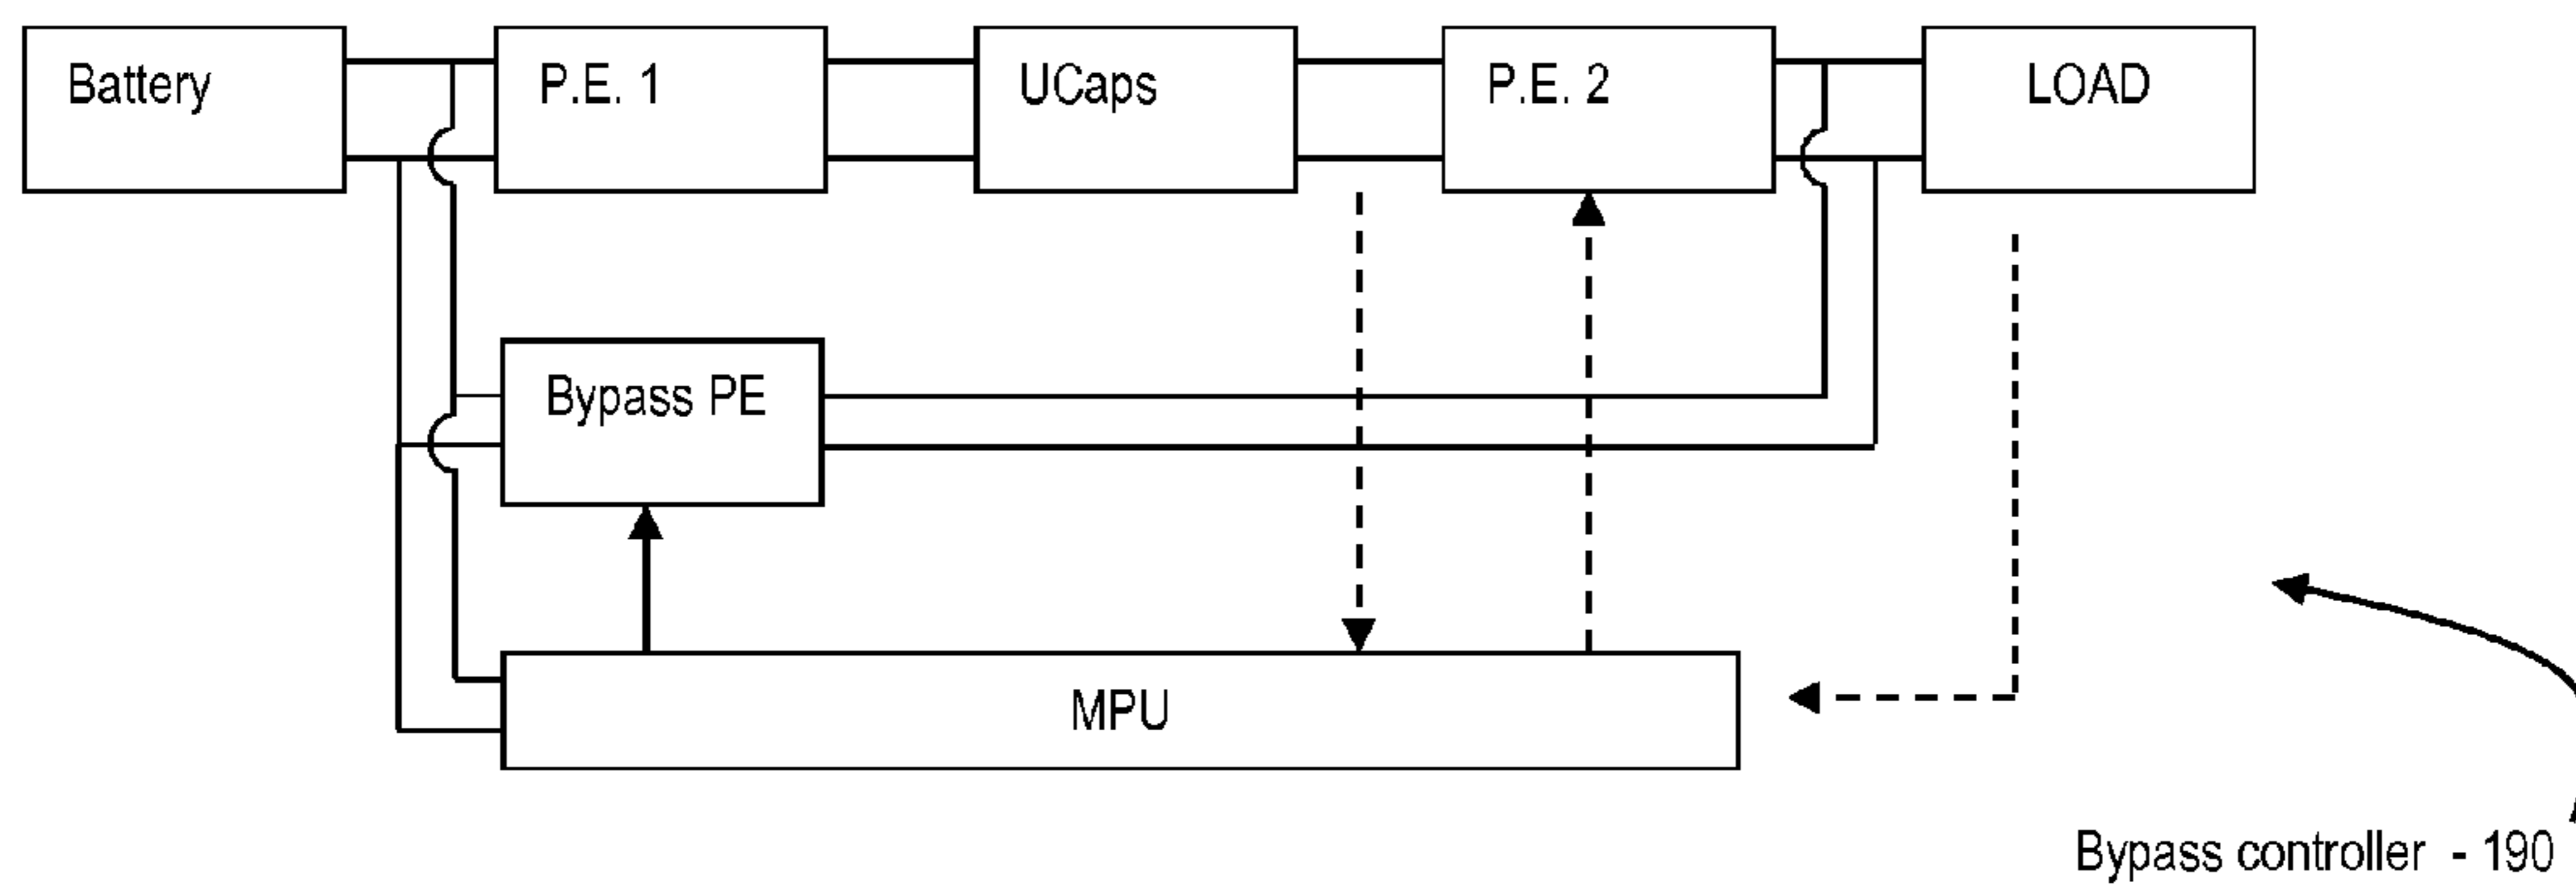 Battery
P.E. 1
UCaps
P.E. 2
LOAD
Bypass PE
MPU
Bypass controller - 190